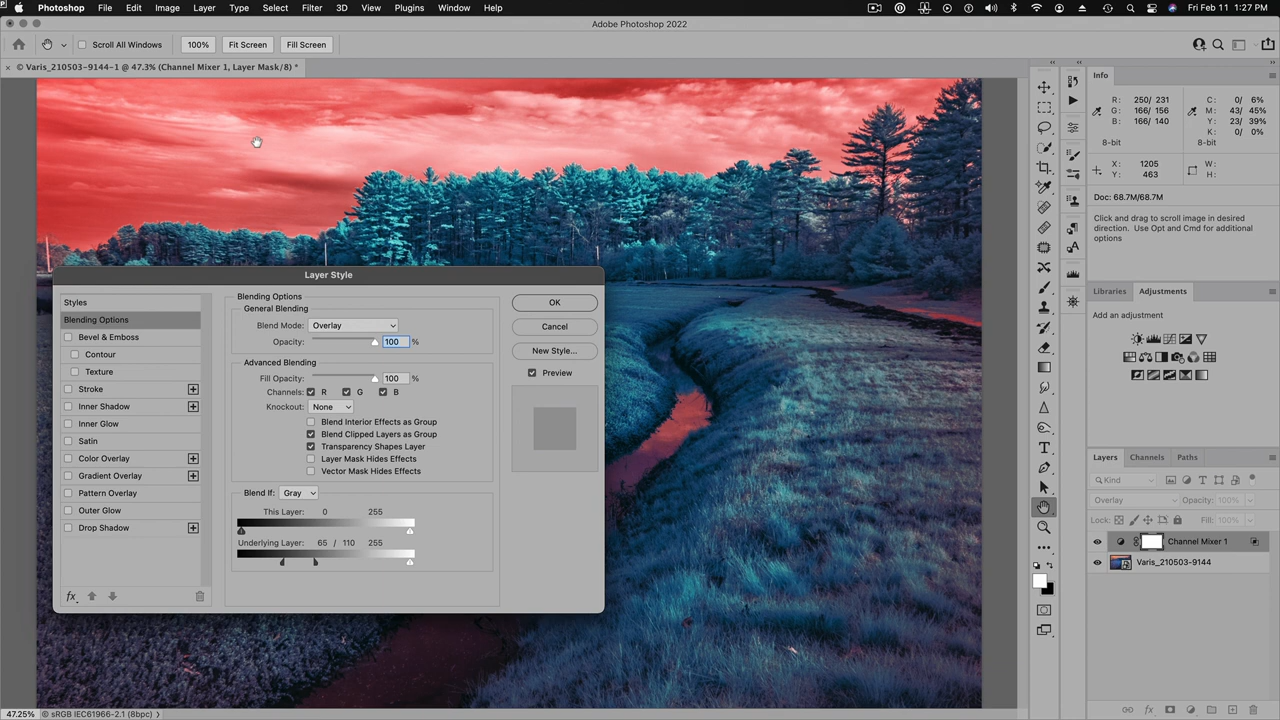 Photoshop File Edit Image Layer Type Select Filter 3D View Plugins Window Help Fri Feb 11 1:27 PM
Adobe Photoshop 2022
Scroll All Windows 100% Fit Screen Fill Screen
© Varis_210503-9144-1 @ 47.3% (Channel Mixer 1, Layer Mask/8) *
Info
R: 250/ 231 C: 0/ 6%
G: 166/ 156 M: 43/ 45%
B: 166/ 140 Y: 23/ 39%
K: 0/ 0%
8-bit 8-bit
X: 1205 W:
Y: 463 H:
Doc: 68.7M/68.7M
Click and drag to scroll image in desired
direction. Use Opt and Cmd for additional
options
Libraries Adjustments
Add an adjustment
Layers Channels Paths
Kind
Overlay Opacity: 100%
Lock: Fill: 100%
Channel Mixer 1
Varis_210503-9144
fx
Layer Style
Styles
Blending Options
Bevel & Emboss
Contour
Texture
Stroke
Inner Shadow
Inner Glow
Satin
Color Overlay
Gradient Overlay
Pattern Overlay
Outer Glow
Drop Shadow
fx
Blending Options
General Blending
Blend Mode: Overlay
Opacity: 100 %
Advanced Blending
Fill Opacity: 100 %
Channels: R G B
Knockout: None
Blend Interior Effects as Group
Blend Clipped Layers as Group
Transparency Shapes Layer
Layer Mask Hides Effects
Vector Mask Hides Effects
Blend If: Gray
This Layer: 0 255
Underlying Layer: 65 / 110 255
OK
Cancel
New Style...
Preview
47.25% © sRGB IEC61966-2.1 (8bpc)